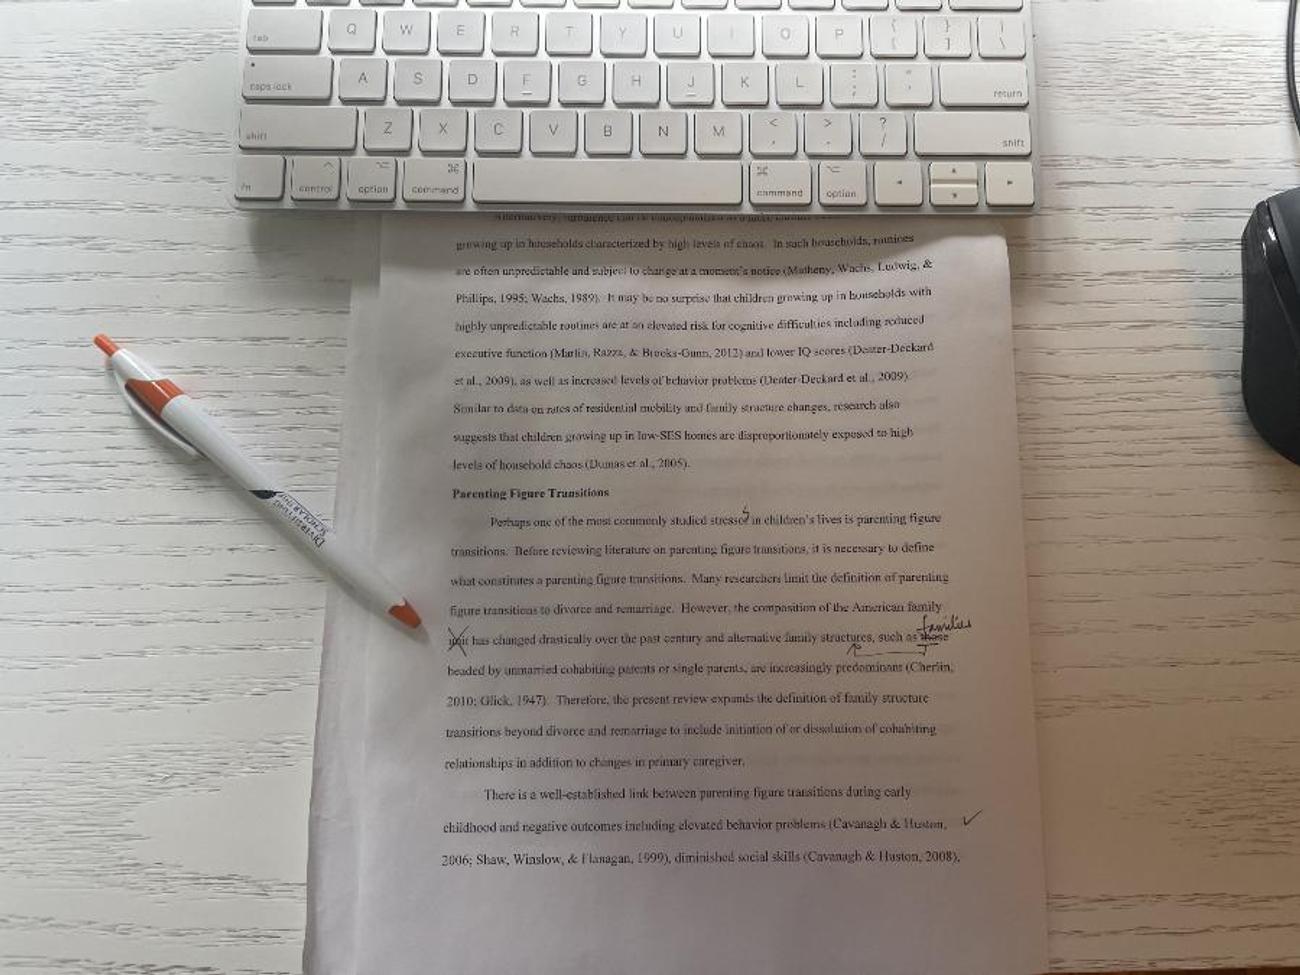 tab Q W E R T Y U I O P { [ } ] | \
caps lock A S D F G H J K L : ; " ' return
shift Z X C V B N M < , > . ? / shift
fn control option command command option
^ ⌥ ⌘ ⌘ ⌥
growing up in households characterized by high levels of chaos. In such households, routines
are often unpredictable and subject to change at a moment's notice (Matheny, Wachs, Ludwig, &
Phillips, 1995; Wachs, 1989). It may be no surprise that children growing up in households with
highly unpredictable routines are at an elevated risk for cognitive difficulties including reduced
executive function (Martin, Razza, & Brooks-Gunn, 2012) and lower IQ scores (Deater-Deckard
et al., 2009), as well as increased levels of behavior problems (Deater-Deckard et al., 2009).
Similar to data on rates of residential mobility and family structure changes, research also
suggests that children growing up in low-SES homes are disproportionately exposed to high
levels of household chaos (Dumas et al., 2005).
Parenting Figure Transitions
Perhaps one of the most commonly studied stressors in children's lives is parenting figure
transitions. Before reviewing literature on parenting figure transitions, it is necessary to define
what constitutes a parenting figure transitions. Many researchers limit the definition of parenting
figure transitions to divorce and remarriage. However, the composition of the American family
families
unit has changed drastically over the past century and alternative family structures, such as those
headed by unmarried cohabiting parents or single parents, are increasingly predominant (Cherlin,
2010; Glick, 1947). Therefore, the present review expands the definition of family structure
transitions beyond divorce and remarriage to include initiation of or dissolution of cohabiting
relationships in addition to changes in primary caregiver.
There is a well-established link between parenting figure transitions during early
childhood and negative outcomes including elevated behavior problems (Cavanagh & Huston, ✓
2006; Shaw, Winslow, & Flanagan, 1999), diminished social skills (Cavanagh & Huston, 2008),